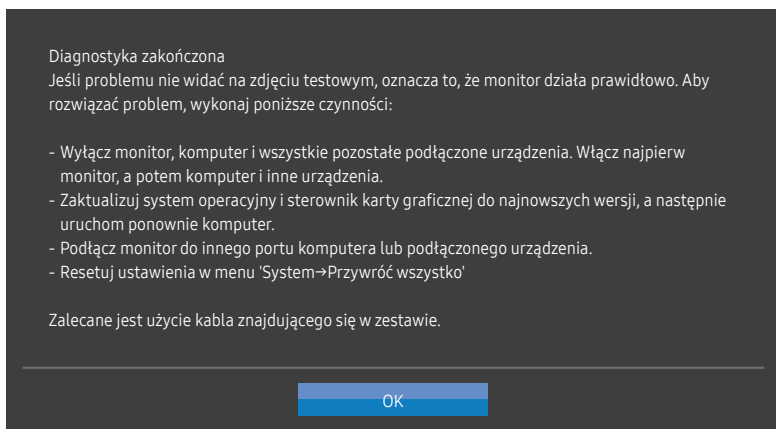 Diagnostyka zakończona
Jeśli problemu nie widać na zdjęciu testowym, oznacza to, że monitor działa prawidłowo. Aby
rozwiązać problem, wykonaj poniższe czynności:
- Wyłącz monitor, komputer i wszystkie pozostałe podłączone urządzenia. Włącz najpierw
monitor, a potem komputer i inne urządzenia.
- Zaktualizuj system operacyjny i sterownik karty graficznej do najnowszych wersji, a następnie
uruchom ponownie komputer.
- Podłącz monitor do innego portu komputera lub podłączonego urządzenia.
- Resetuj ustawienia w menu 'System→Przywróć wszystko'
Zalecane jest użycie kabla znajdującego się w zestawie.
OK